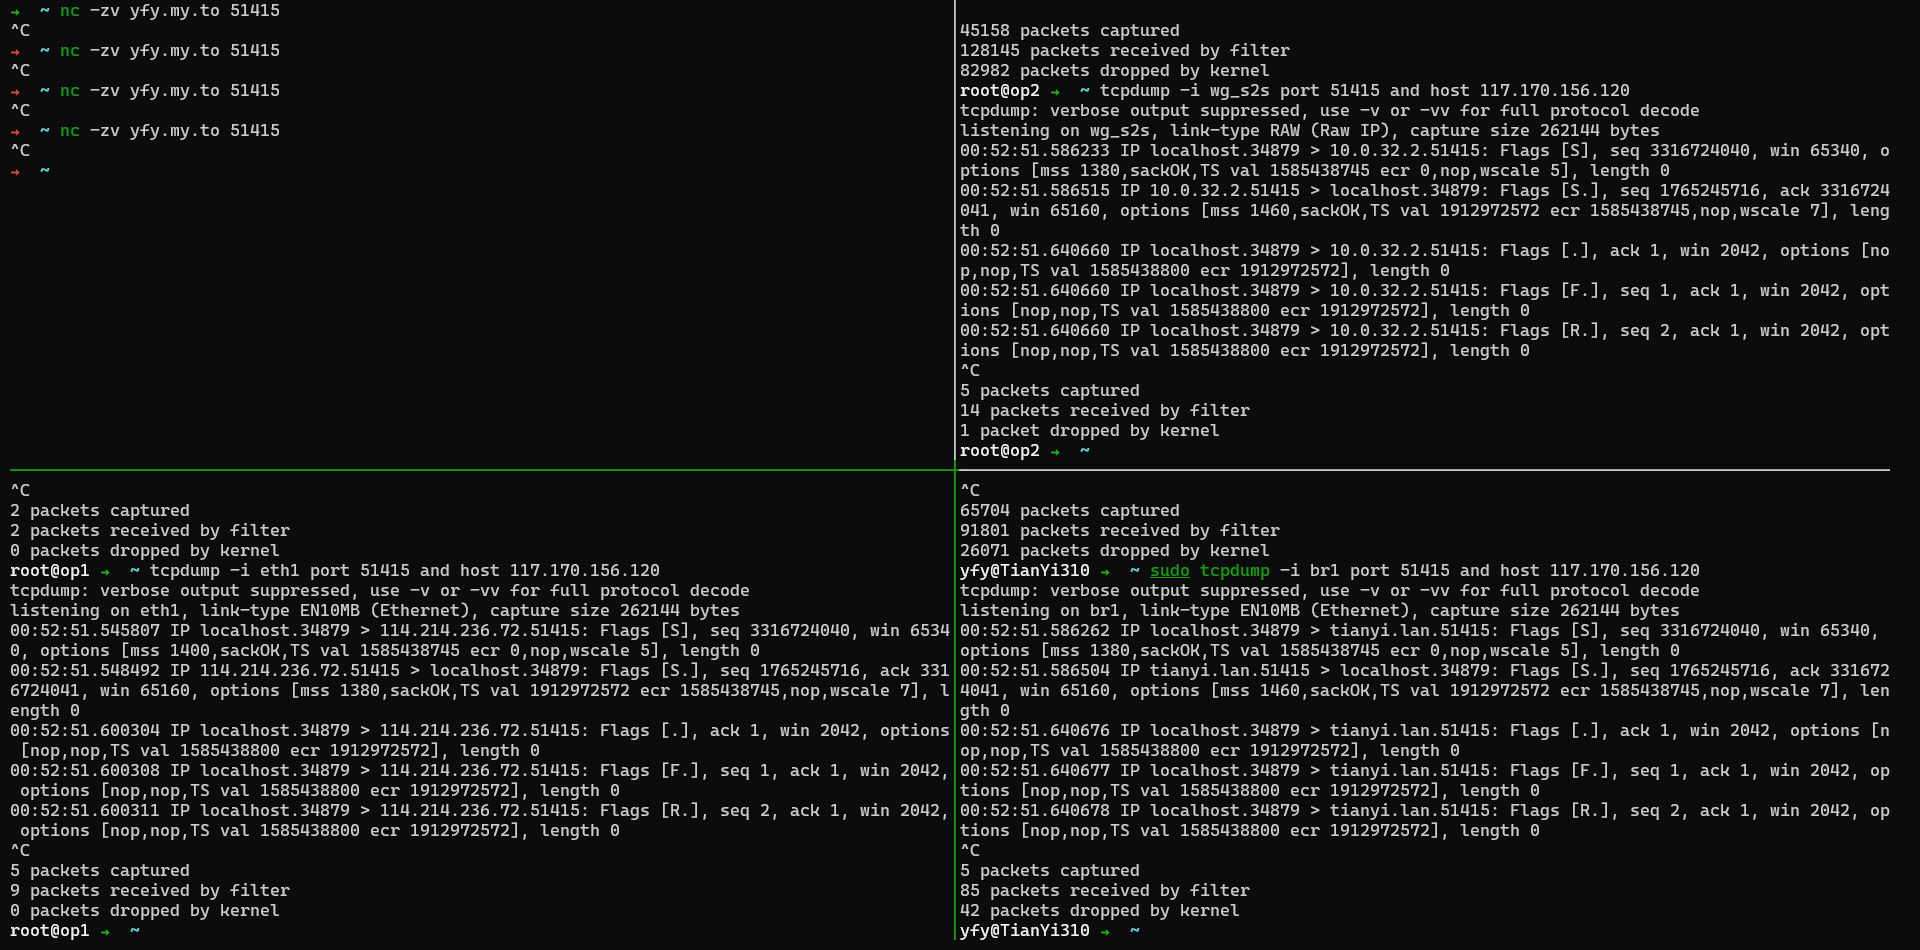 →  ~ nc -zv yfy.my.to 51415
^C
→  ~ nc -zv yfy.my.to 51415
^C
→  ~ nc -zv yfy.my.to 51415
^C
→  ~ nc -zv yfy.my.to 51415
^C
→  ~
45158 packets captured
128145 packets received by filter
82982 packets dropped by kernel
root@op2 →  ~ tcpdump -i wg_s2s port 51415 and host 117.170.156.120
tcpdump: verbose output suppressed, use -v or -vv for full protocol decode
listening on wg_s2s, link-type RAW (Raw IP), capture size 262144 bytes
00:52:51.586233 IP localhost.34879 > 10.0.32.2.51415: Flags [S], seq 3316724040, win 65340, o
ptions [mss 1380,sackOK,TS val 1585438745 ecr 0,nop,wscale 5], length 0
00:52:51.586515 IP 10.0.32.2.51415 > localhost.34879: Flags [S.], seq 1765245716, ack 3316724
041, win 65160, options [mss 1460,sackOK,TS val 1912972572 ecr 1585438745,nop,wscale 7], leng
th 0
00:52:51.640660 IP localhost.34879 > 10.0.32.2.51415: Flags [.], ack 1, win 2042, options [no
p,nop,TS val 1585438800 ecr 1912972572], length 0
00:52:51.640660 IP localhost.34879 > 10.0.32.2.51415: Flags [F.], seq 1, ack 1, win 2042, opt
ions [nop,nop,TS val 1585438800 ecr 1912972572], length 0
00:52:51.640660 IP localhost.34879 > 10.0.32.2.51415: Flags [R.], seq 2, ack 1, win 2042, opt
ions [nop,nop,TS val 1585438800 ecr 1912972572], length 0
^C
5 packets captured
14 packets received by filter
1 packet dropped by kernel
root@op2 →  ~
^C
2 packets captured
2 packets received by filter
0 packets dropped by kernel
root@op1 →  ~ tcpdump -i eth1 port 51415 and host 117.170.156.120
tcpdump: verbose output suppressed, use -v or -vv for full protocol decode
listening on eth1, link-type EN10MB (Ethernet), capture size 262144 bytes
00:52:51.545807 IP localhost.34879 > 114.214.236.72.51415: Flags [S], seq 3316724040, win 6534
0, options [mss 1400,sackOK,TS val 1585438745 ecr 0,nop,wscale 5], length 0
00:52:51.548492 IP 114.214.236.72.51415 > localhost.34879: Flags [S.], seq 1765245716, ack 331
6724041, win 65160, options [mss 1380,sackOK,TS val 1912972572 ecr 1585438745,nop,wscale 7], l
ength 0
00:52:51.600304 IP localhost.34879 > 114.214.236.72.51415: Flags [.], ack 1, win 2042, options
 [nop,nop,TS val 1585438800 ecr 1912972572], length 0
00:52:51.600308 IP localhost.34879 > 114.214.236.72.51415: Flags [F.], seq 1, ack 1, win 2042,
 options [nop,nop,TS val 1585438800 ecr 1912972572], length 0
00:52:51.600311 IP localhost.34879 > 114.214.236.72.51415: Flags [R.], seq 2, ack 1, win 2042,
 options [nop,nop,TS val 1585438800 ecr 1912972572], length 0
^C
5 packets captured
9 packets received by filter
0 packets dropped by kernel
root@op1 →  ~
^C
65704 packets captured
91801 packets received by filter
26071 packets dropped by kernel
yfy@TianYi310 →  ~ sudo tcpdump -i br1 port 51415 and host 117.170.156.120
tcpdump: verbose output suppressed, use -v or -vv for full protocol decode
listening on br1, link-type EN10MB (Ethernet), capture size 262144 bytes
00:52:51.586262 IP localhost.34879 > tianyi.lan.51415: Flags [S], seq 3316724040, win 65340,
options [mss 1380,sackOK,TS val 1585438745 ecr 0,nop,wscale 5], length 0
00:52:51.586504 IP tianyi.lan.51415 > localhost.34879: Flags [S.], seq 1765245716, ack 331672
4041, win 65160, options [mss 1460,sackOK,TS val 1912972572 ecr 1585438745,nop,wscale 7], len
gth 0
00:52:51.640676 IP localhost.34879 > tianyi.lan.51415: Flags [.], ack 1, win 2042, options [n
op,nop,TS val 1585438800 ecr 1912972572], length 0
00:52:51.640677 IP localhost.34879 > tianyi.lan.51415: Flags [F.], seq 1, ack 1, win 2042, op
tions [nop,nop,TS val 1585438800 ecr 1912972572], length 0
00:52:51.640678 IP localhost.34879 > tianyi.lan.51415: Flags [R.], seq 2, ack 1, win 2042, op
tions [nop,nop,TS val 1585438800 ecr 1912972572], length 0
^C
5 packets captured
85 packets received by filter
42 packets dropped by kernel
yfy@TianYi310 →  ~